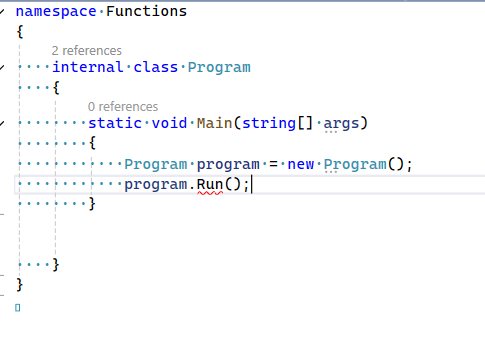 namespace Functions
{
2 references
internal class Program
{
0 references
static void Main(string[] args)
{
Program program = new Program();
program.Run();
}
}
}